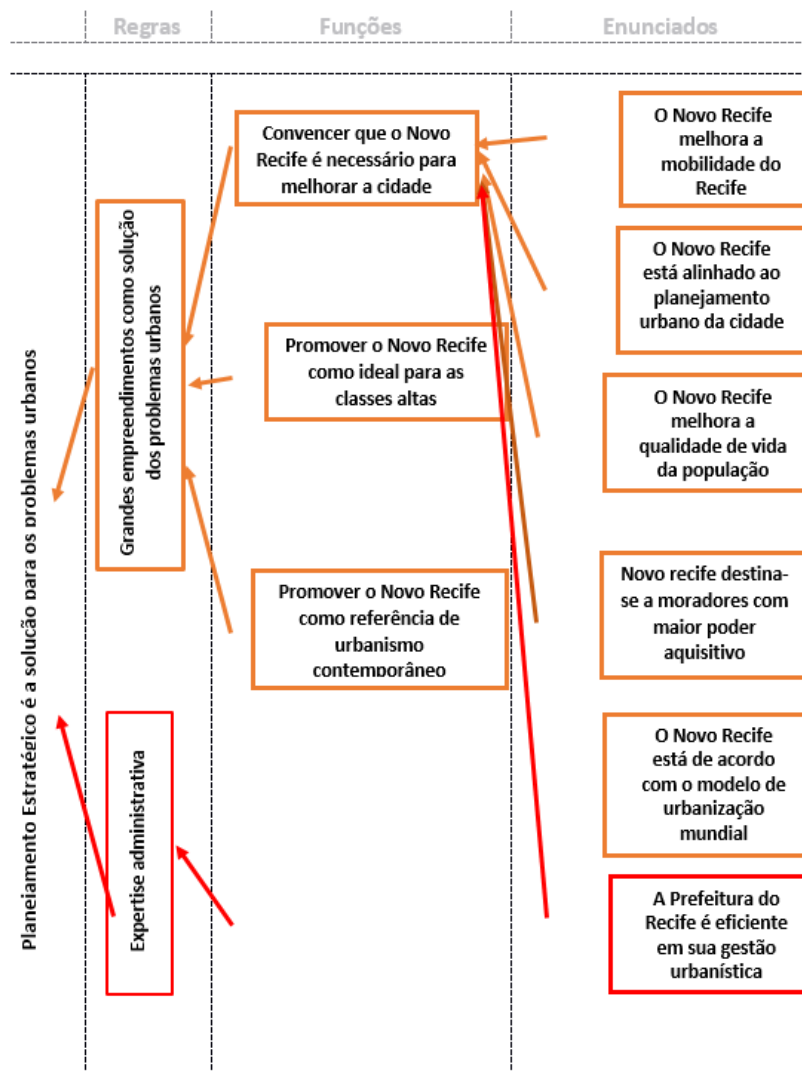 Regras
Funções
Enunciados
Planejamento Estratégico é a solução para os problemas urbanos
Grandes empreendimentos como solução
dos problemas urbanos
Expertise administrativa
Convencer que o Novo
Recife é necessário para
melhorar a cidade
Promover o Novo Recife
como ideal para as
classes altas
Promover o Novo Recife
como referência de
urbanismo
contemporâneo
O Novo Recife
melhora a
mobilidade do
Recife
O Novo Recife
está alinhado ao
planejamento
urbano da cidade
O Novo Recife
melhora a
qualidade de vida
da população
Novo recife destina-
se a moradores com
maior poder
aquisitivo
O Novo Recife
está de acordo
com o modelo de
urbanização
mundial
A Prefeitura do
Recife é eficiente
em sua gestão
urbanística